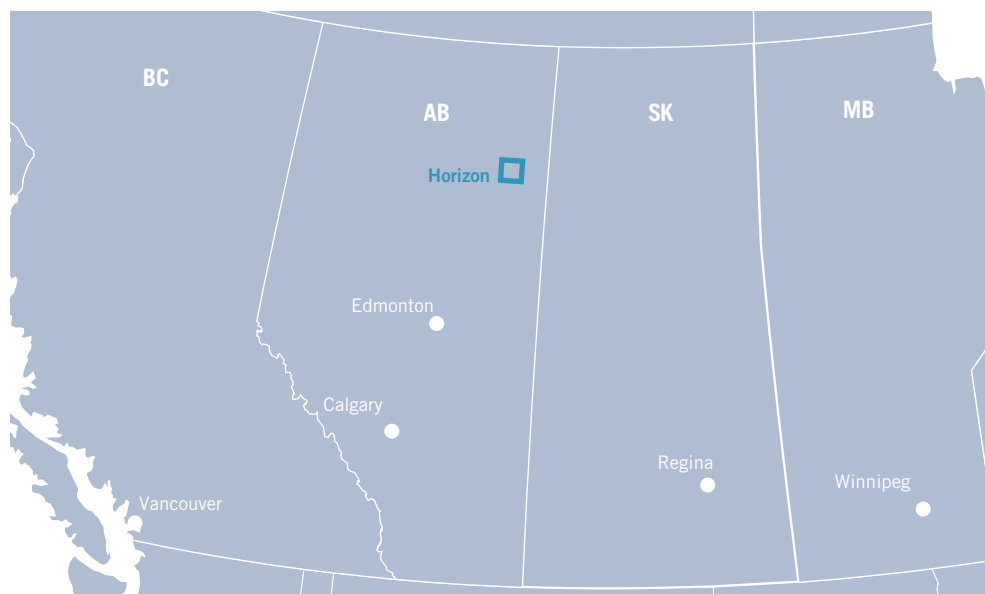 BC
AB
SK
MB
Horizon
Edmonton
Calgary
Regina
Winnipeg
Vancouver